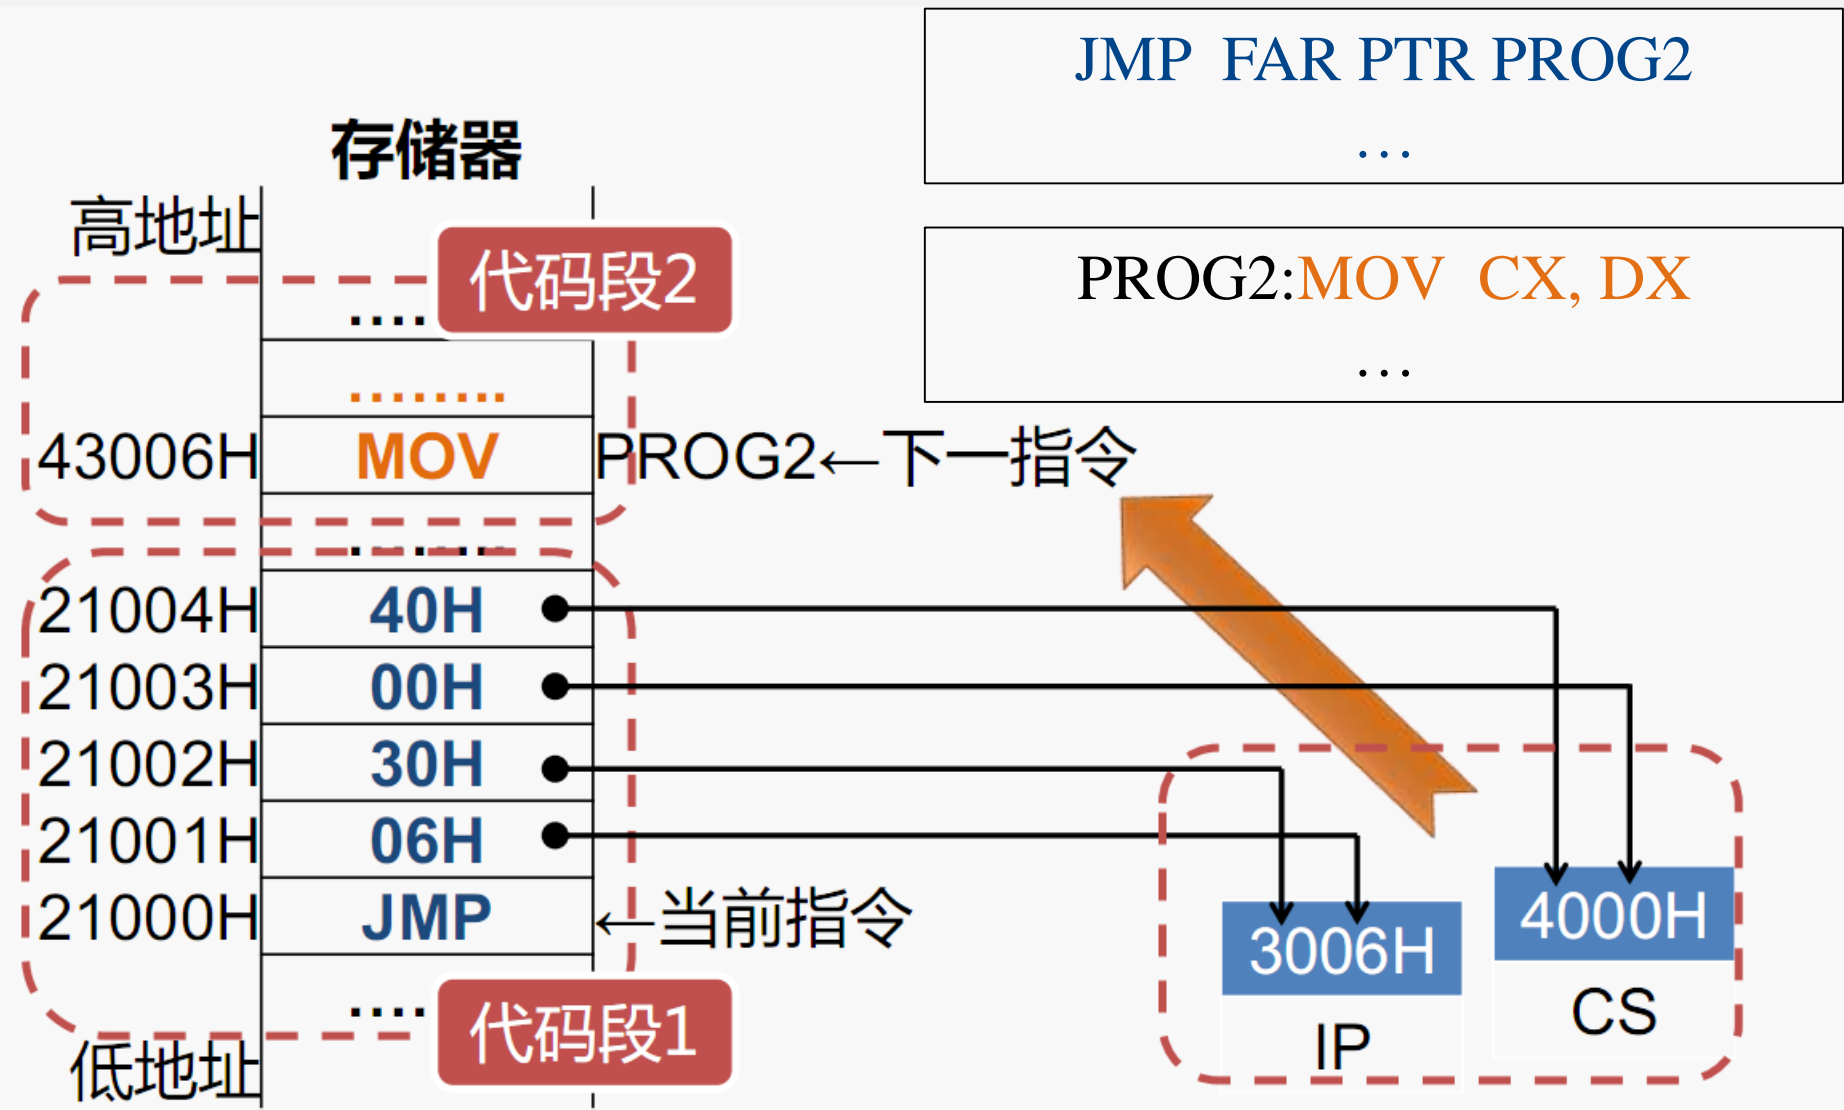 JMP  FAR PTR PROG2
…
存储器
高地址
代码段2
....
PROG2:MOV  CX, DX
…
........
43006H MOV PROG2←下一指令
........
21004H 40H
21003H 00H
21002H 30H
21001H 06H
21000H JMP ←当前指令
3006H
IP
4000H
CS
....
代码段1
低地址